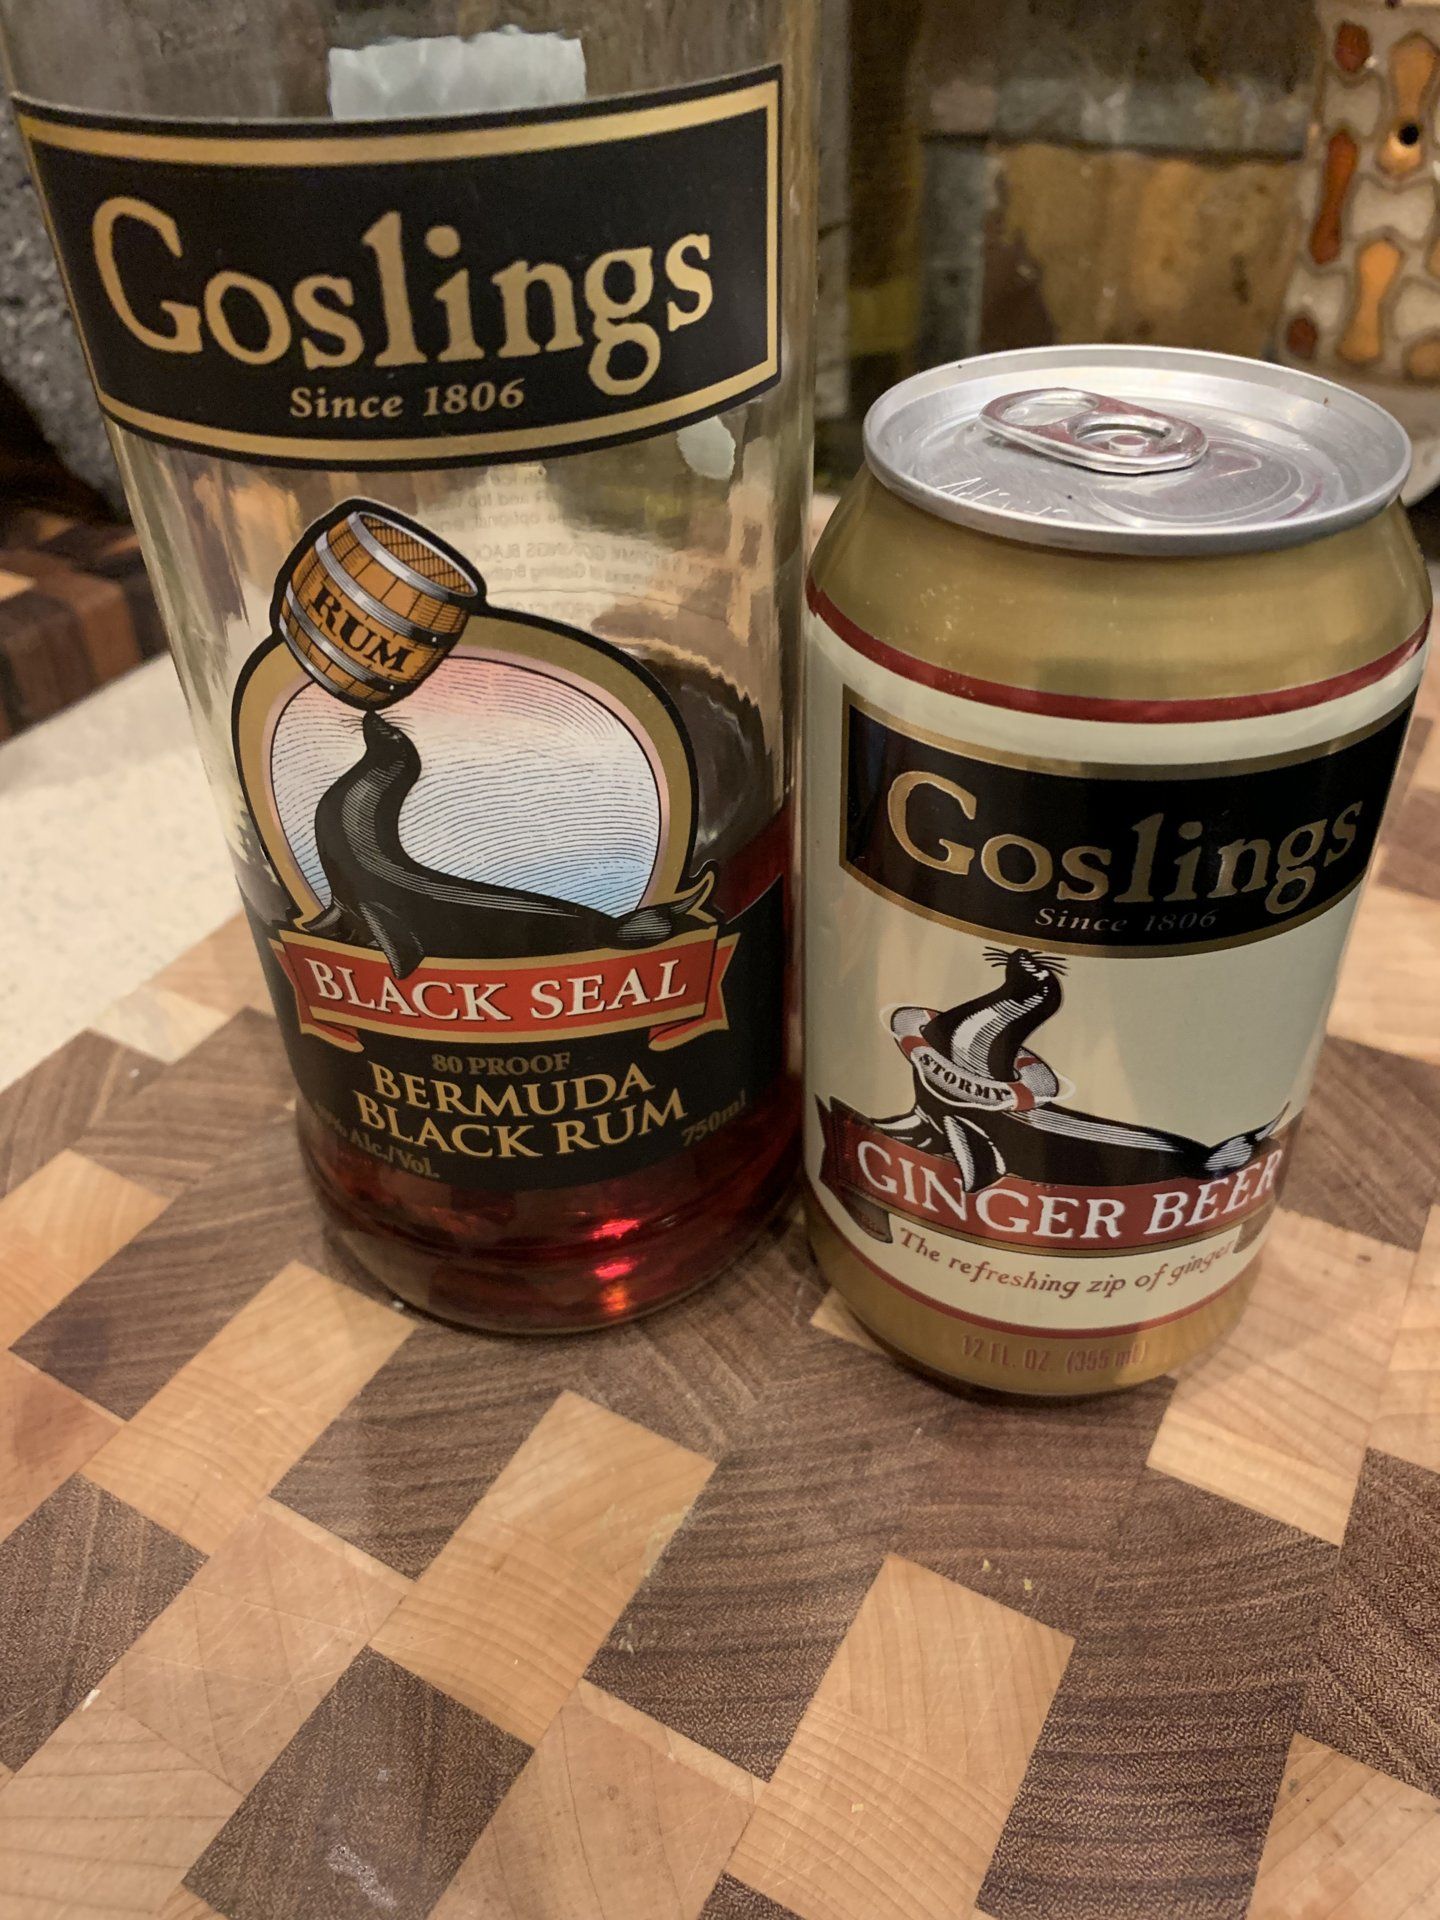 Goslings
Since 1806
RUM
BLACK SEAL
80 PROOF
BERMUDA
BLACK RUM
Alc./Vol.
750ml
Goslings
Since 1806
STORMY
GINGER BEER
The refreshing zip of ginger
12 FL. OZ. (355 mL)